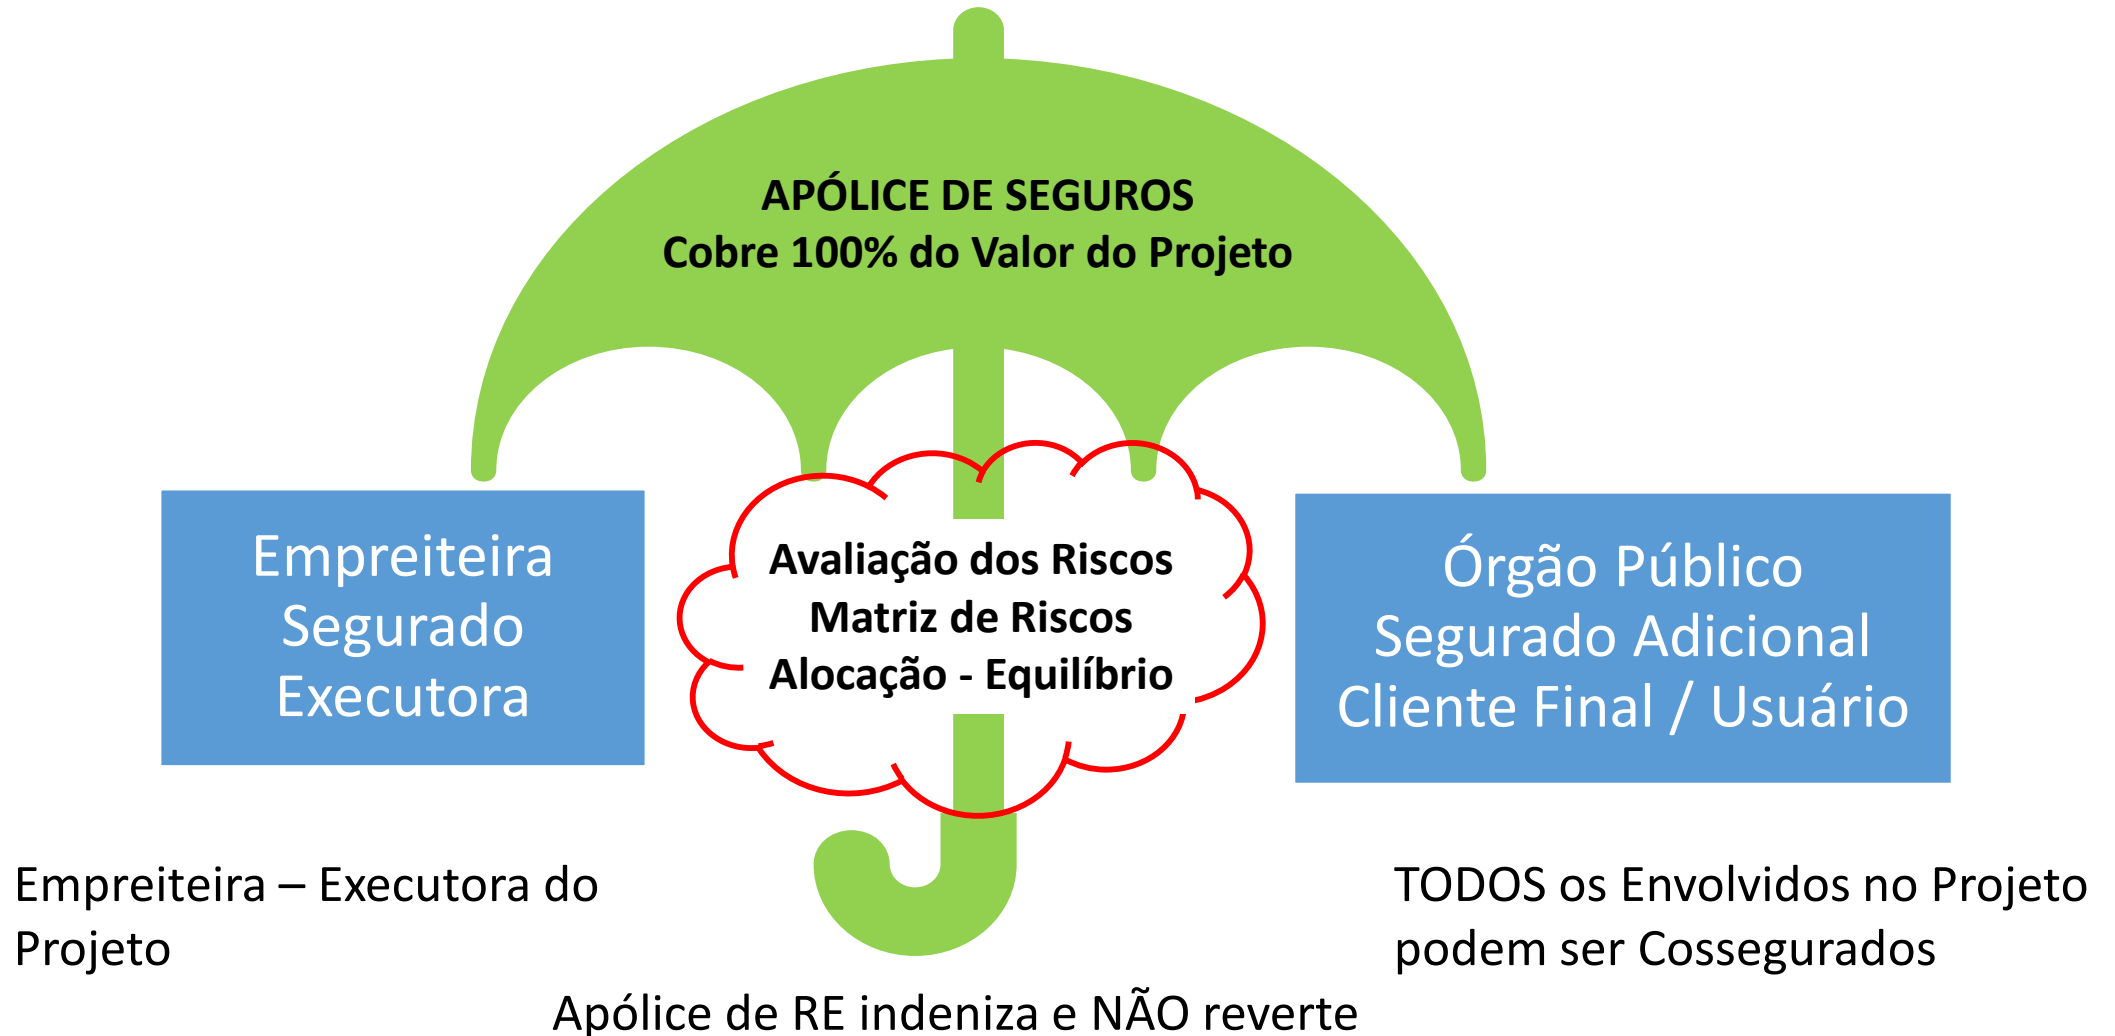 APÓLICE DE SEGUROS
Cobre 100% do Valor do Projeto
Empreiteira
Segurado
Executora
Avaliação dos Riscos
Matriz de Riscos
Alocação - Equilíbrio
Órgão Público
Segurado Adicional
Cliente Final / Usuário
Empreiteira – Executora do
Projeto
TODOS os Envolvidos no Projeto
podem ser Cossegurados
Apólice de RE indeniza e NÃO reverte